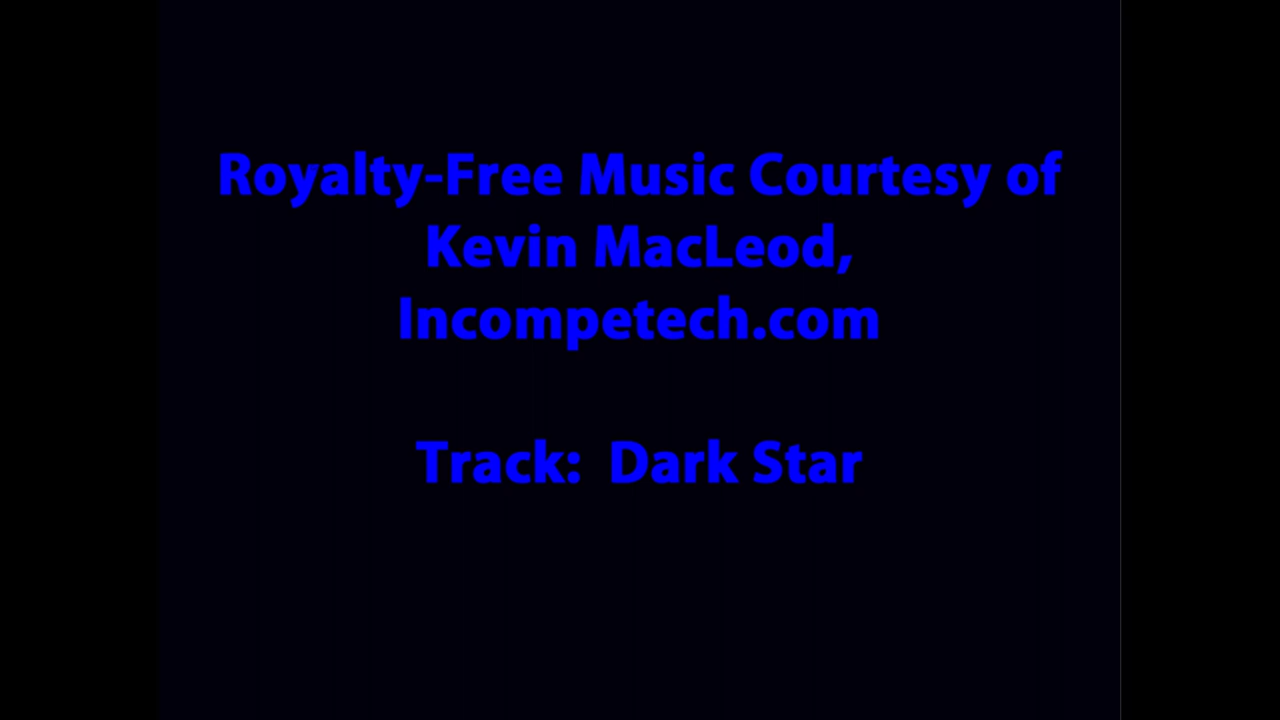 Royalty-Free Music Courtesy of
Kevin MacLeod,
Incompetech.com
Track:  Dark Star